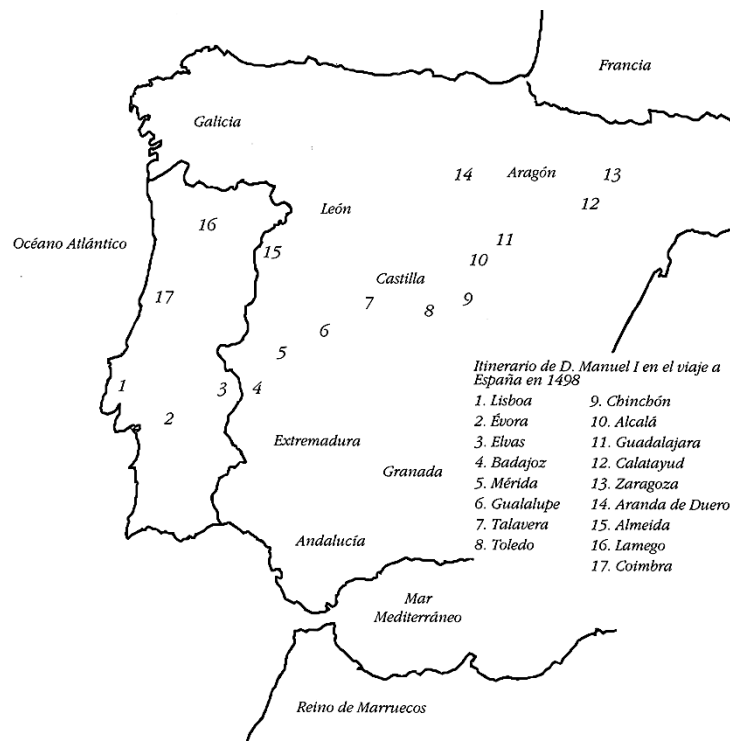 Francia
Galicia
14
Aragón
13
12
León
16
Océano Atlántico
15
11
10
Castilla
17
7
8
9
6
5
Itinerario de D. Manuel I en el viaje a
España en 1498
1
2
3
4
1. Lisboa
2. Évora
3. Elvas
4. Badajoz
5. Mérida
6. Gualalupe
7. Talavera
8. Toledo
9. Chinchón
10. Alcalá
11. Guadalajara
12. Calatayud
13. Zaragoza
14. Aranda de Duero
15. Almeida
16. Lamego
17. Coimbra
Extremadura
Granada
Andalucía
Mar
Mediterráneo
Reino de Marruecos